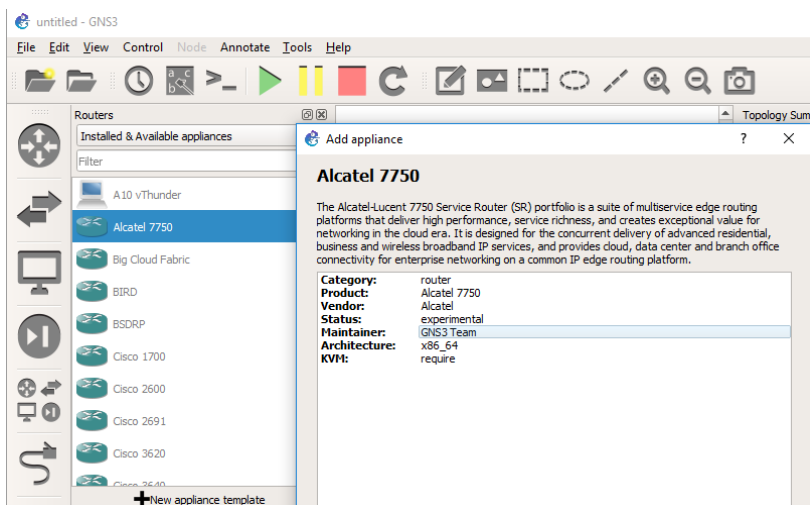 untitled - GNS3
File Edit View Control Node Annotate Tools Help
Routers
Installed & Available appliances
Filter
A10 vThunder
Alcatel 7750
Big Cloud Fabric
BIRD
BSDRP
Cisco 1700
Cisco 2600
Cisco 2691
Cisco 3620
Cisco 3640
New appliance template
Topology Sum
Add appliance
?
Alcatel 7750
The Alcatel-Lucent 7750 Service Router (SR) portfolio is a suite of multiservice edge routing
platforms that deliver high performance, service richness, and creates exceptional value for
networking in the cloud era. It is designed for the concurrent delivery of advanced residential,
business and wireless broadband IP services, and provides cloud, data center and branch office
connectivity for enterprise networking on a common IP edge routing platform.
Category: router
Product: Alcatel 7750
Vendor: Alcatel
Status: experimental
Maintainer: GNS3 Team
Architecture: x86_64
KVM: require